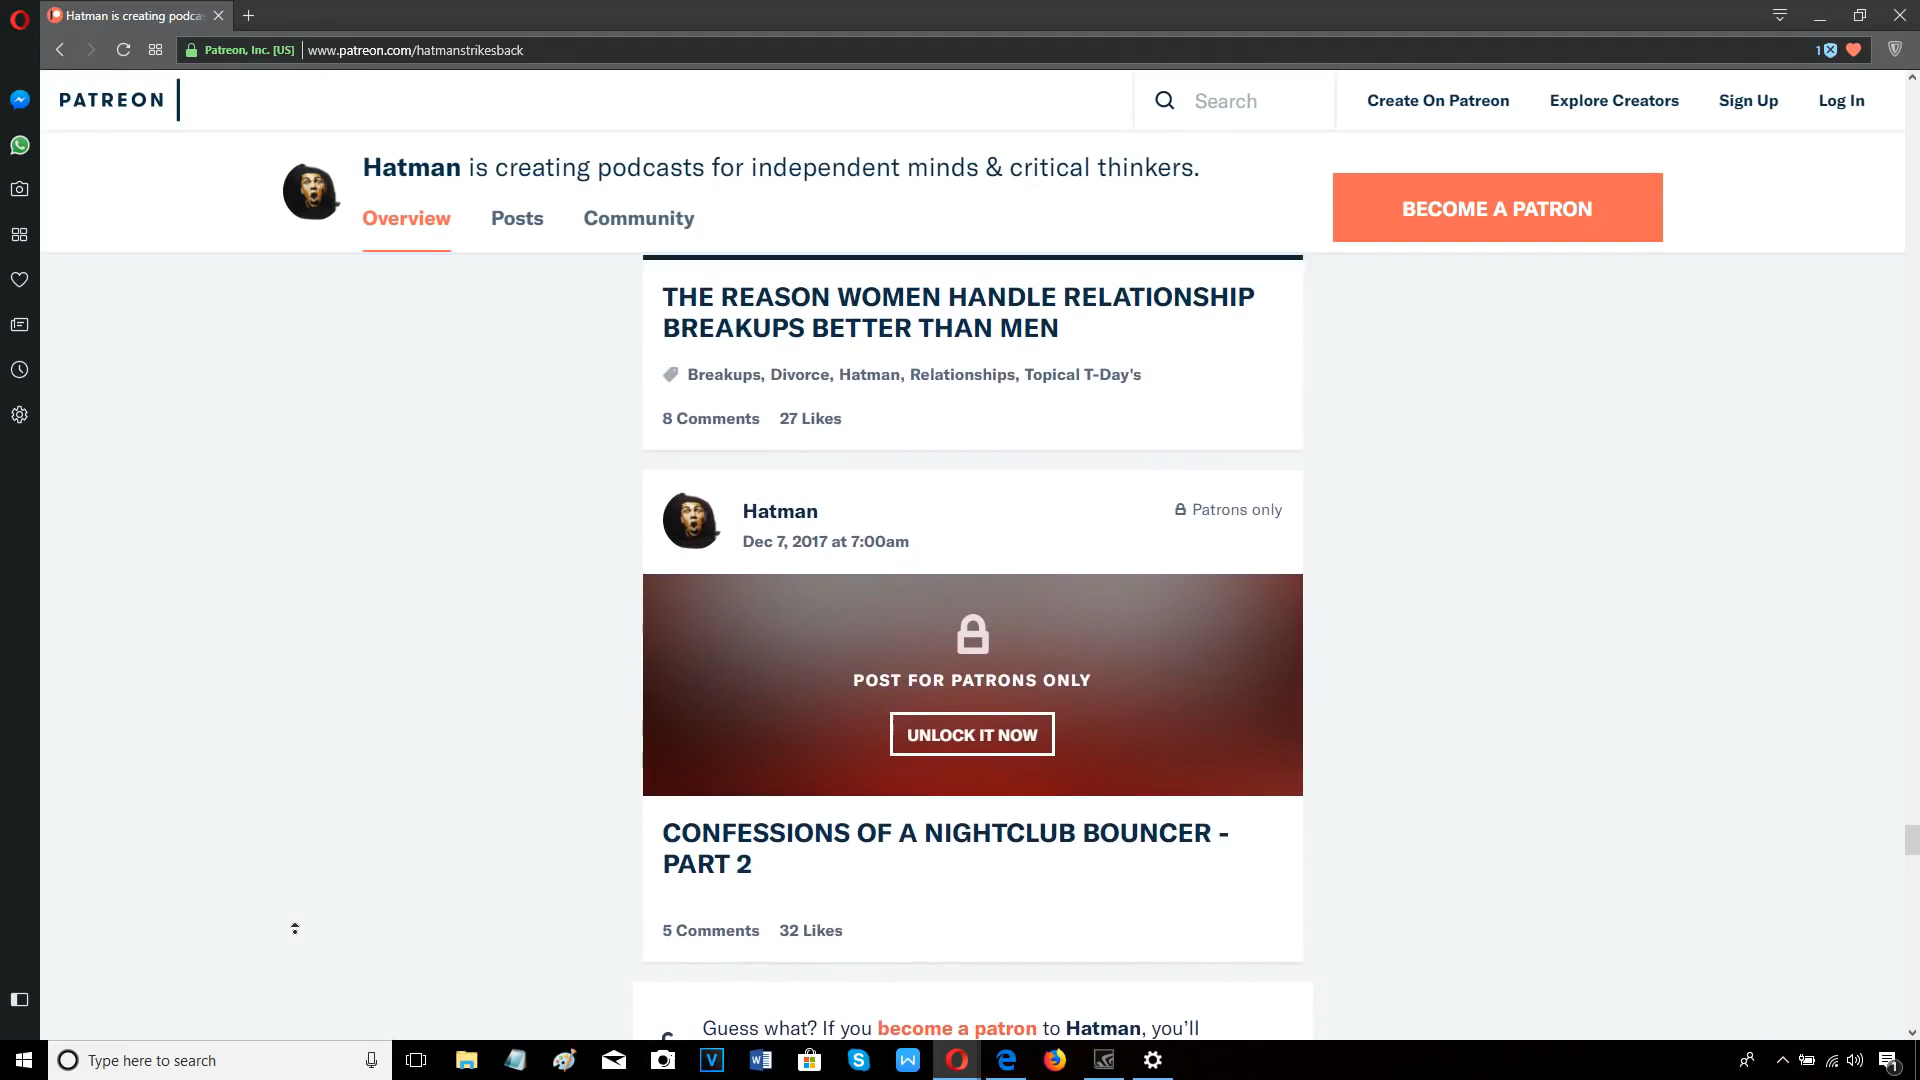 Hatman is creating podca
Patreon, Inc. [US]
www.patreon.com/hatmanstrikesback
1
PATREON
Search
Create On Patreon
Explore Creators
Sign Up
Log In
Hatman is creating podcasts for independent minds & critical thinkers.
Overview
Posts
Community
BECOME A PATRON
THE REASON WOMEN HANDLE RELATIONSHIP
BREAKUPS BETTER THAN MEN
Breakups, Divorce, Hatman, Relationships, Topical T-Day's
8 Comments
27 Likes
Hatman
Patrons only
Dec 7, 2017 at 7:00am
POST FOR PATRONS ONLY
UNLOCK IT NOW
CONFESSIONS OF A NIGHTCLUB BOUNCER -
PART 2
5 Comments
32 Likes
Guess what? If you become a patron to Hatman, you'll
Type here to search
1